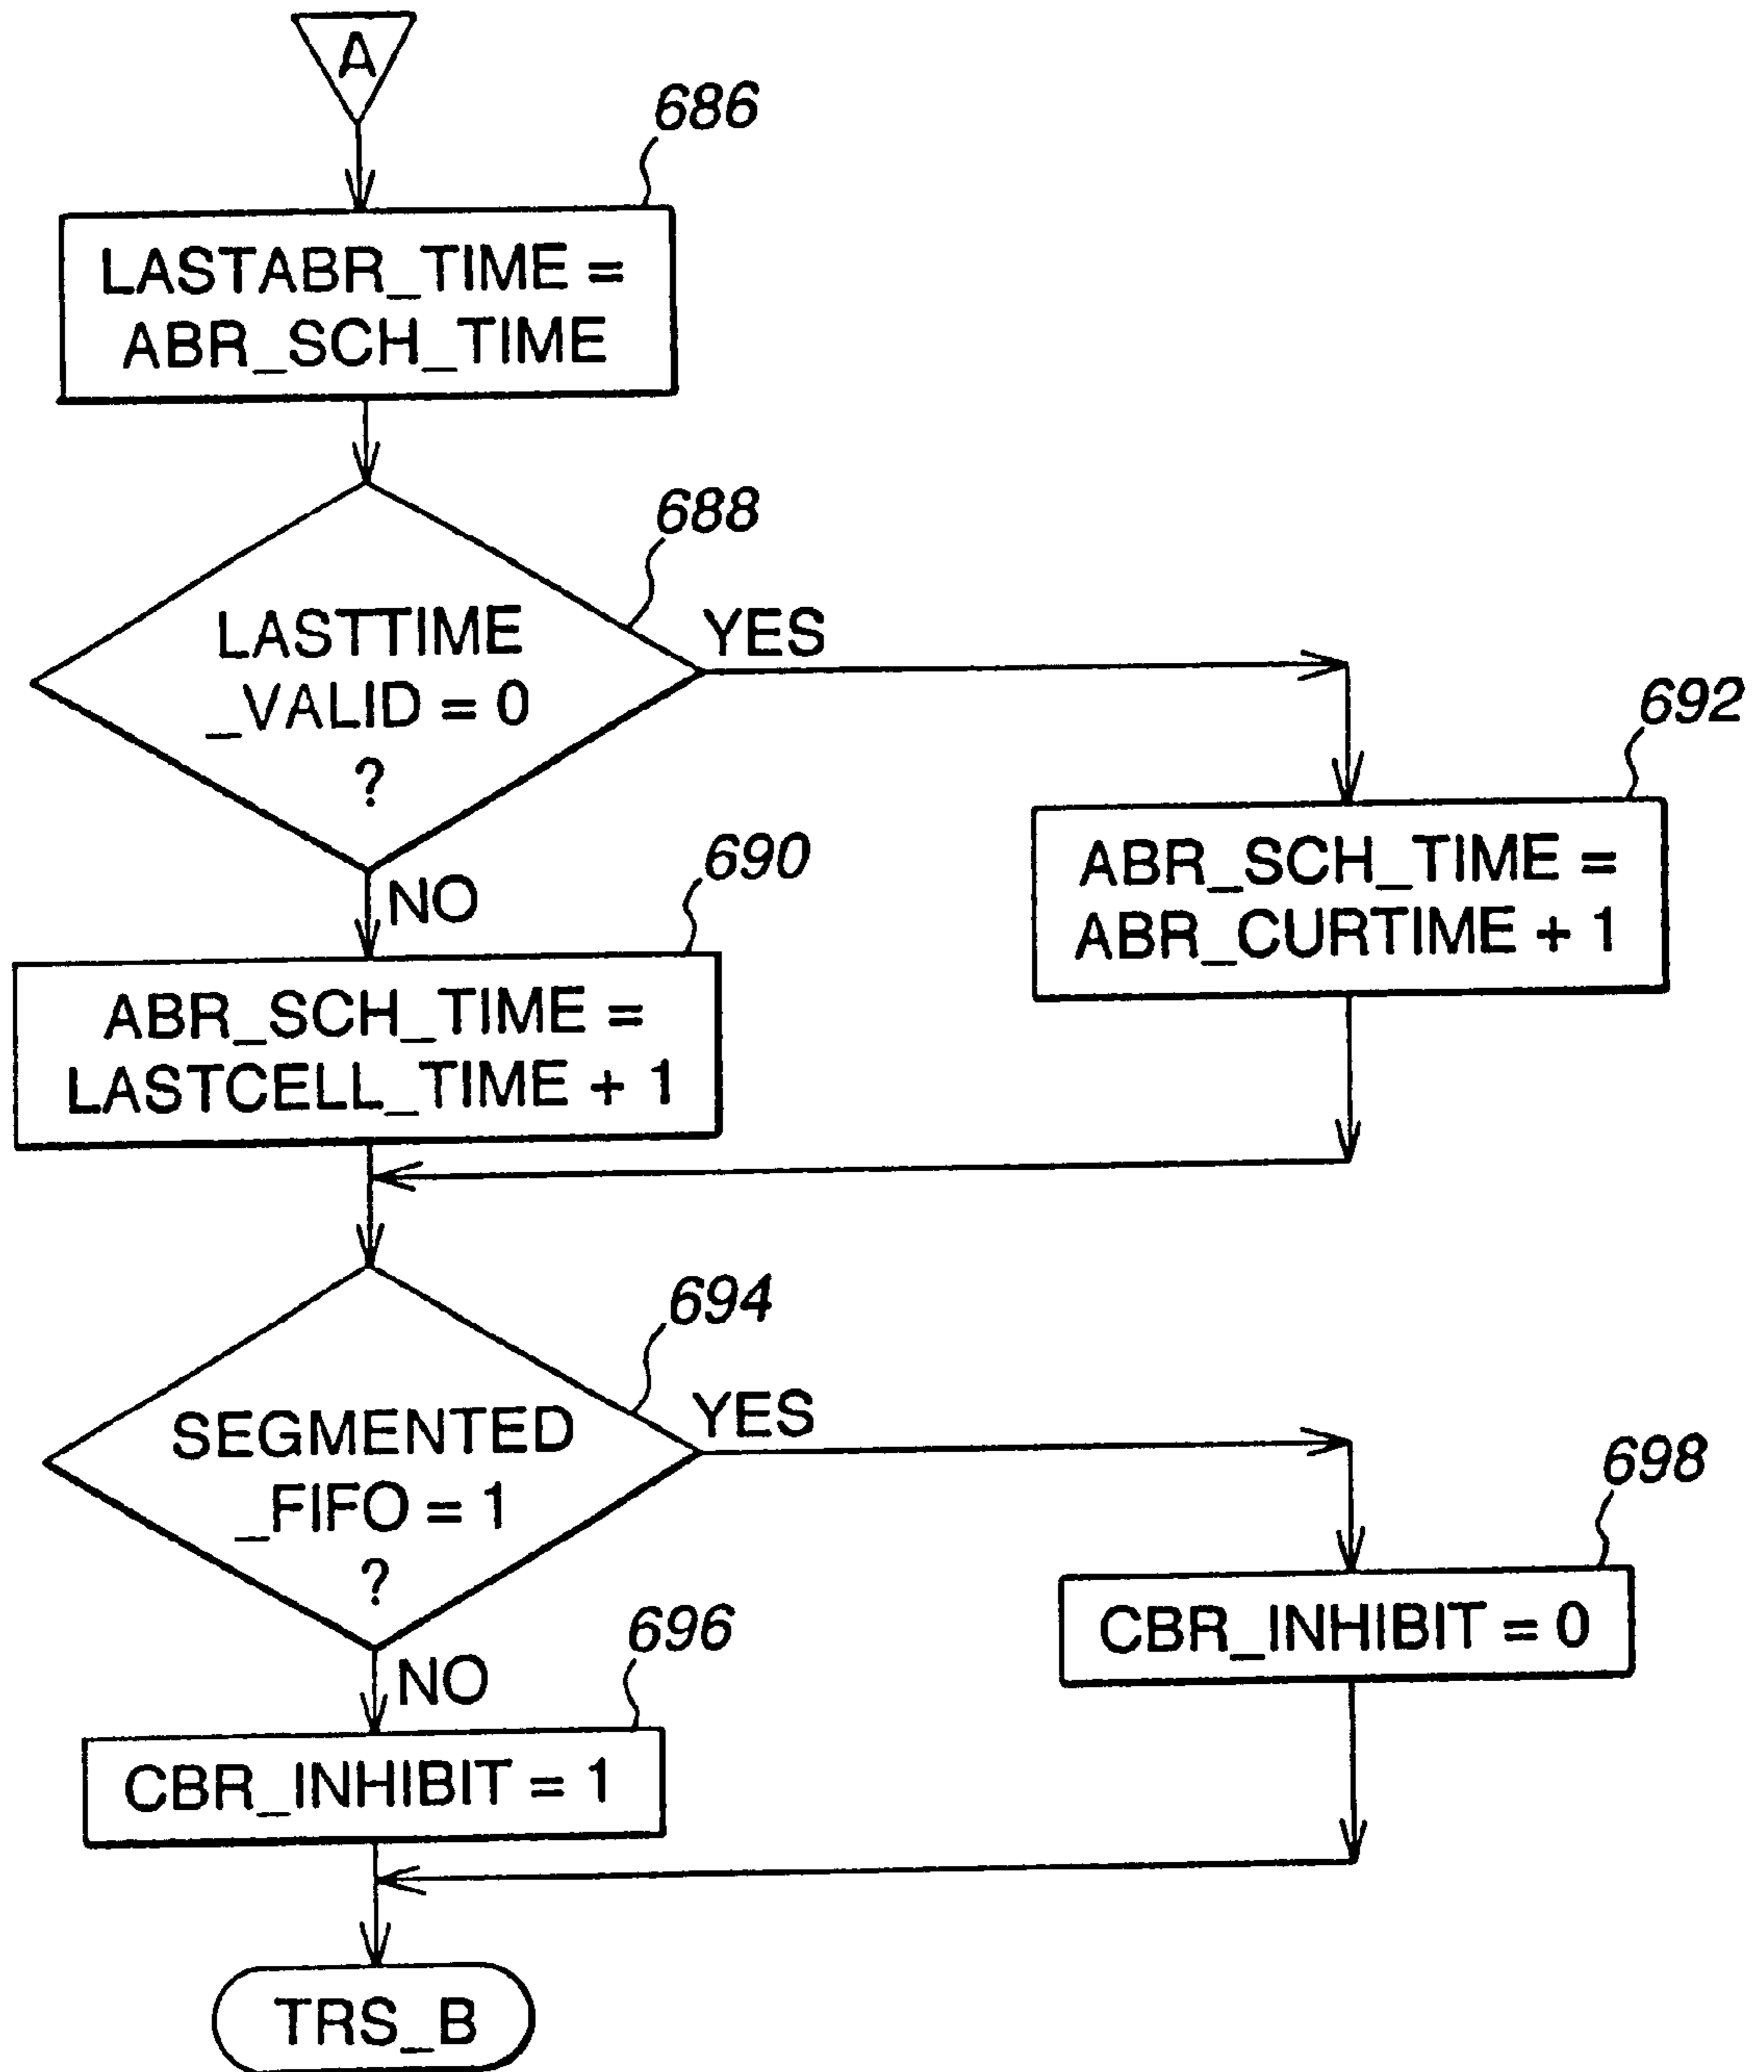 A
686
LASTABR_TIME =
ABR_SCH_TIME
688
LASTTIME
_VALID = 0
?
YES
692
ABR_SCH_TIME =
ABR_CURTIME + 1
NO
690
ABR_SCH_TIME =
LASTCELL_TIME + 1
694
SEGMENTED
_FIFO = 1
?
YES
698
CBR_INHIBIT = 0
NO
696
CBR_INHIBIT = 1
TRS_B